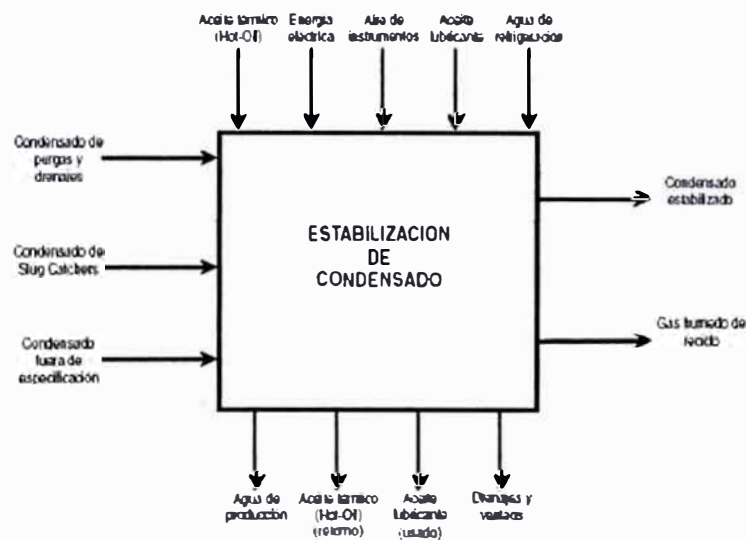 Aceite térmico
(Hot-Oil)
Energía
eléctrica
Aire de
instrumentos
Aceite
lubricante
Agua de
refrigeración
Condensado de
purgas y
drenajes
Condensado de
Slug Catchers
Condensado
fuera de
especificación
ESTABILIZACION
DE
CONDENSADO
Condensado
estabilizado
Gas humedo de
reciclo
Agua de
producción
Aceite térmico
(Hot-Oil)
(retorno)
Aceite
lubricante
(usado)
Drenajes y
venteos